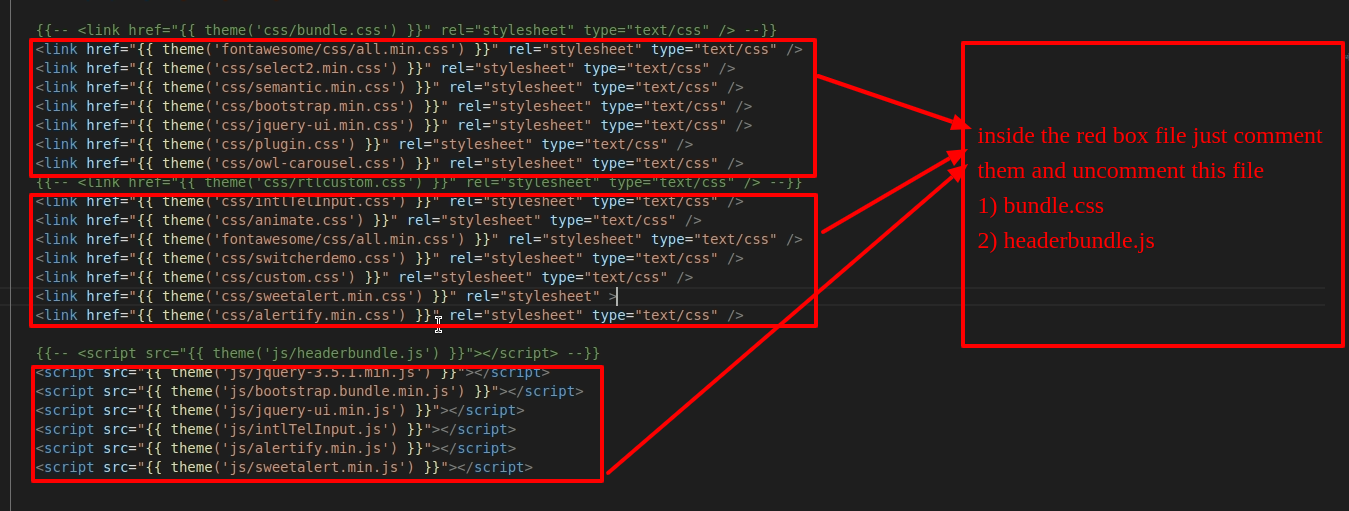 {{-- <link href="{{ theme('css/bundle.css') }}" rel="stylesheet" type="text/css" /> --}}
<link href="{{ theme('fontawesome/css/all.min.css') }}" rel="stylesheet" type="text/css" />
<link href="{{ theme('css/select2.min.css') }}" rel="stylesheet" type="text/css" />
<link href="{{ theme('css/semantic.min.css') }}" rel="stylesheet" type="text/css" />
<link href="{{ theme('css/bootstrap.min.css') }}" rel="stylesheet" type="text/css" />
<link href="{{ theme('css/jquery-ui.min.css') }}" rel="stylesheet" type="text/css" />
<link href="{{ theme('css/plugin.css') }}" rel="stylesheet" type="text/css" />
<link href="{{ theme('css/owl-carousel.css') }}" rel="stylesheet" type="text/css" />
{{-- <link href="{{ theme('css/rtlcustom.css') }}" rel="stylesheet" type="text/css" /> --}}
<link href="{{ theme('css/intlTelInput.css') }}" rel="stylesheet" type="text/css" />
<link href="{{ theme('css/animate.css') }}" rel="stylesheet" type="text/css" />
<link href="{{ theme('fontawesome/css/all.min.css') }}" rel="stylesheet" type="text/css" />
<link href="{{ theme('css/switcherdemo.css') }}" rel="stylesheet" type="text/css" />
<link href="{{ theme('css/custom.css') }}" rel="stylesheet" type="text/css" />
<link href="{{ theme('css/sweetalert.min.css') }}" rel="stylesheet" >
<link href="{{ theme('css/alertify.min.css') }}" rel="stylesheet" type="text/css" />
{{-- <script src="{{ theme('js/headerbundle.js') }}"></script> --}}
<script src="{{ theme('js/jquery-3.5.1.min.js') }}"></script>
<script src="{{ theme('js/bootstrap.bundle.min.js') }}"></script>
<script src="{{ theme('js/jquery-ui.min.js') }}"></script>
<script src="{{ theme('js/intlTelInput.js') }}"></script>
<script src="{{ theme('js/alertify.min.js') }}"></script>
<script src="{{ theme('js/sweetalert.min.js') }}"></script>
inside the red box file just comment
them and uncomment this file
1) bundle.css
2) headerbundle.js